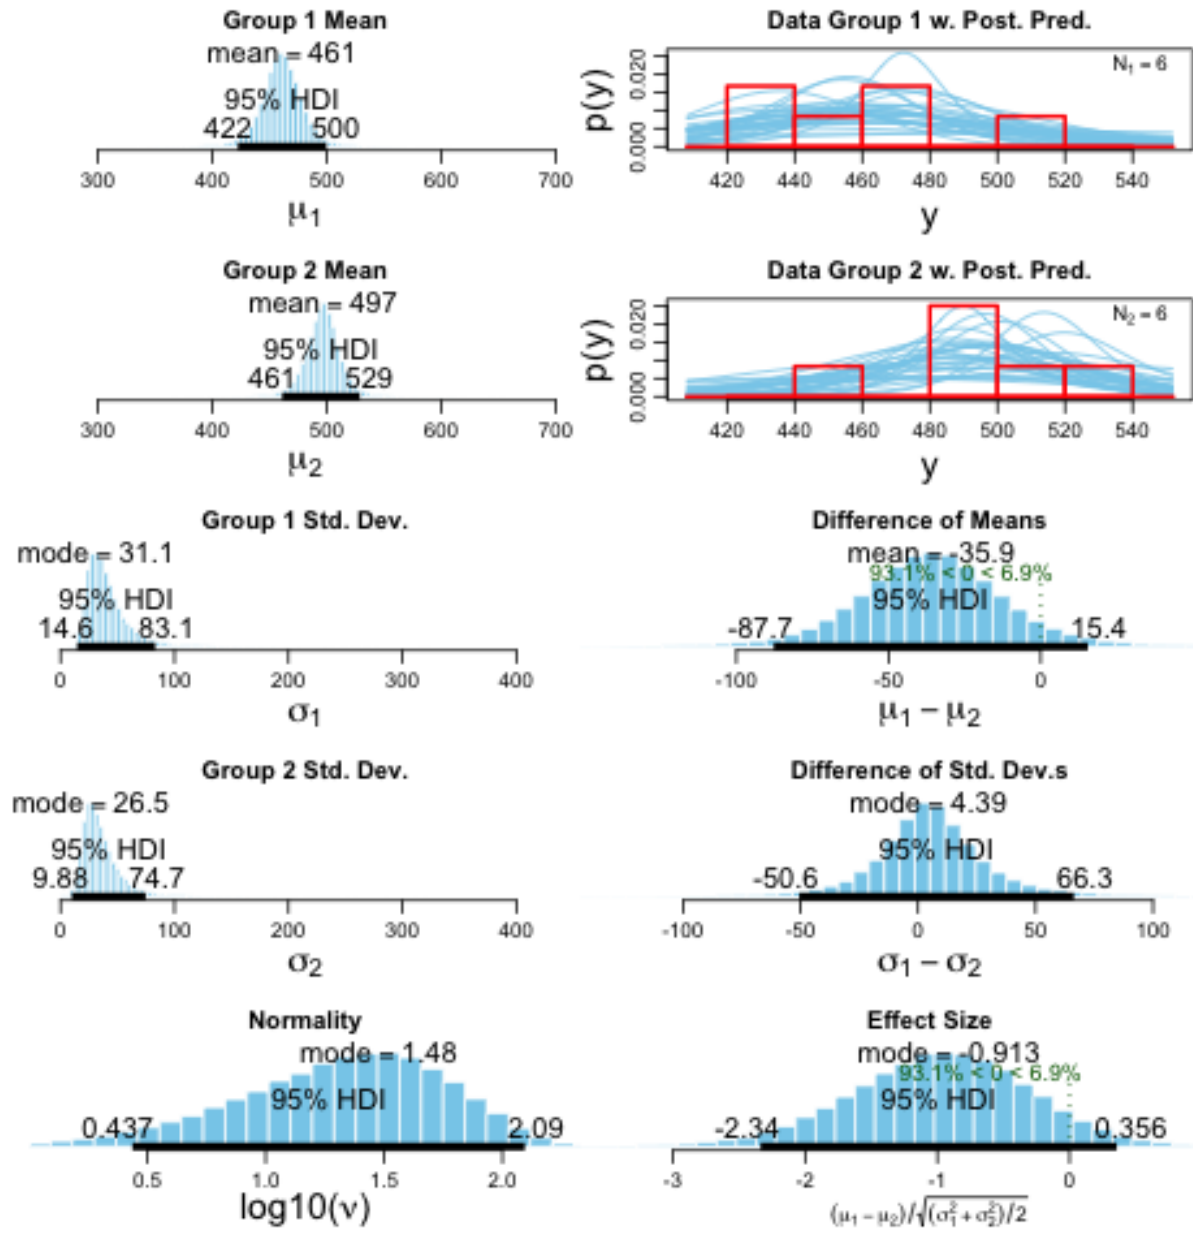 Group 1 Mean
mean = 461
95% HDI
422 500
300 400 500 600 700
μ1
Data Group 1 w. Post. Pred.
N1 = 6
p(y)
0.000 0.020
420 440 460 480 500 520 540
y
Group 2 Mean
mean = 497
95% HDI
461 529
300 400 500 600 700
μ2
Data Group 2 w. Post. Pred.
N2 = 6
p(y)
0.000 0.020
420 440 460 480 500 520 540
y
Group 1 Std. Dev.
mode = 31.1
95% HDI
14.6 83.1
0 100 200 300 400
σ1
Difference of Means
mean = -35.9
93.1% < 0 < 6.9%
95% HDI
-87.7 15.4
-100 -50 0
μ1 − μ2
Group 2 Std. Dev.
mode = 26.5
95% HDI
9.88 74.7
0 100 200 300 400
σ2
Difference of Std. Dev.s
mode = 4.39
95% HDI
-50.6 66.3
-100 -50 0 50 100
σ1 − σ2
Normality
mode = 1.48
95% HDI
0.437 2.09
0.5 1.0 1.5 2.0
log10(ν)
Effect Size
mode = -0.913
93.1% < 0 < 6.9%
95% HDI
-2.34 0.356
-3 -2 -1 0
(μ1 − μ2)/√(σ1² + σ2²)/2